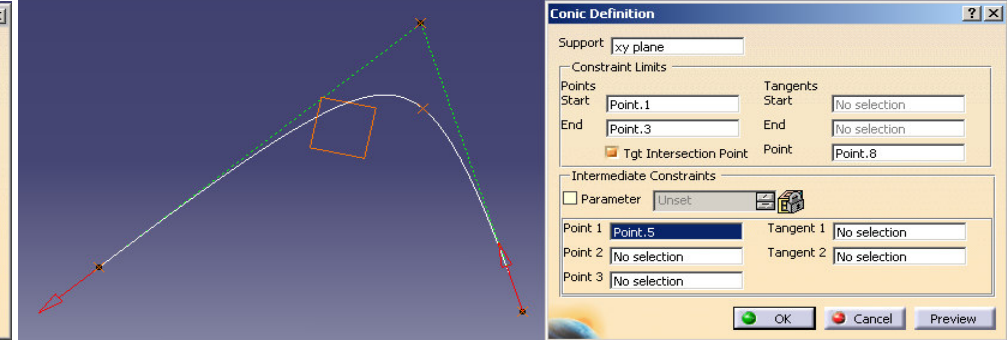 Conic Definition
Support xy plane
Constraint Limits
Points Tangents
Start Point.1 Start No selection
End Point.3 End No selection
Tgt Intersection Point Point Point.8
Intermediate Constraints
Parameter Unset
Point 1 Point.5 Tangent 1 No selection
Point 2 No selection Tangent 2 No selection
Point 3 No selection
OK Cancel Preview